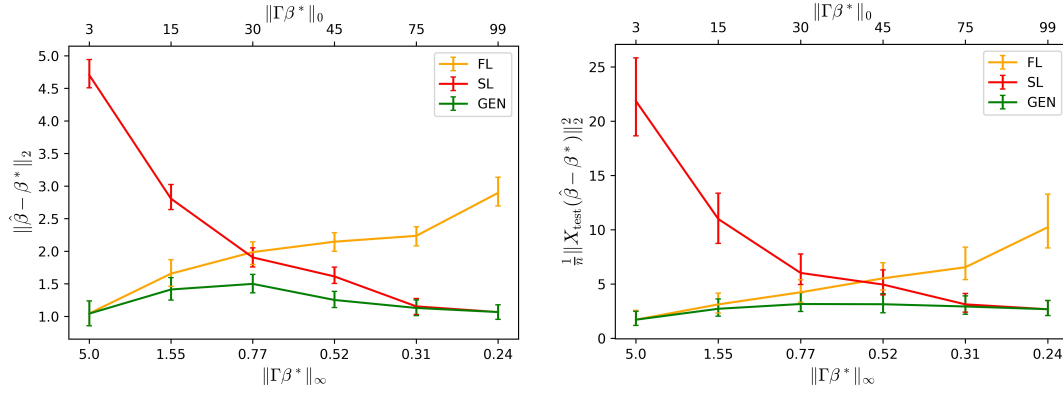 ‖Γβ*‖₀
3 15 30 45 75 99
5.0
4.5
4.0
3.5
3.0
2.5
2.0
1.5
1.0
‖β̂ − β*‖₂
FL
SL
GEN
5.0 1.55 0.77 0.52 0.31 0.24
‖Γβ*‖∞
‖Γβ*‖₀
3 15 30 45 75 99
25
20
15
10
5
0
1/n ‖X_test(β̂ − β*)‖₂²
FL
SL
GEN
5.0 1.55 0.77 0.52 0.31 0.24
‖Γβ*‖∞